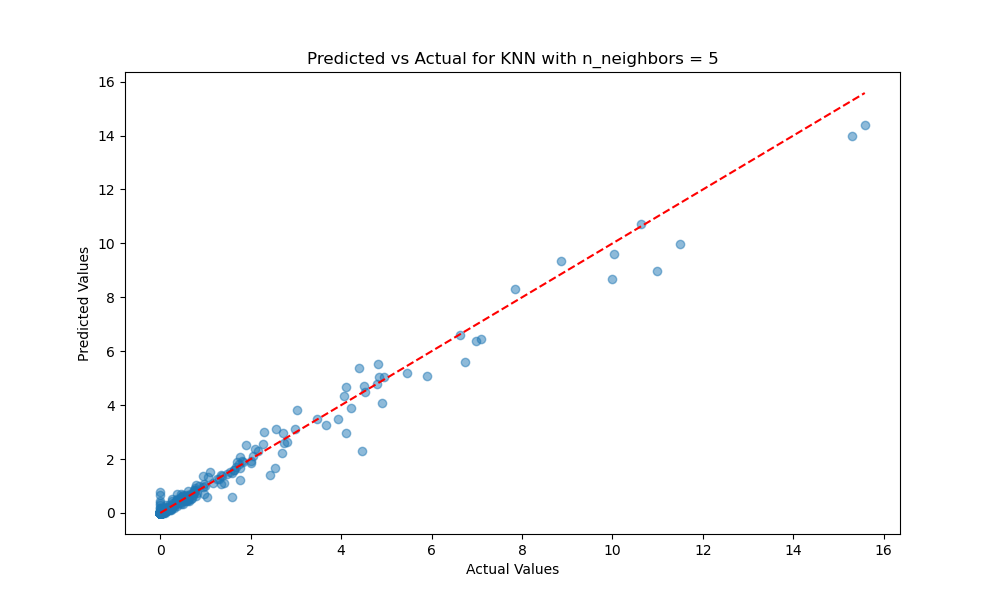 Predicted vs Actual for KNN with n_neighbors = 5
16
14
12
10
8
6
4
2
0
Predicted Values
0 2 4 6 8 10 12 14 16
Actual Values